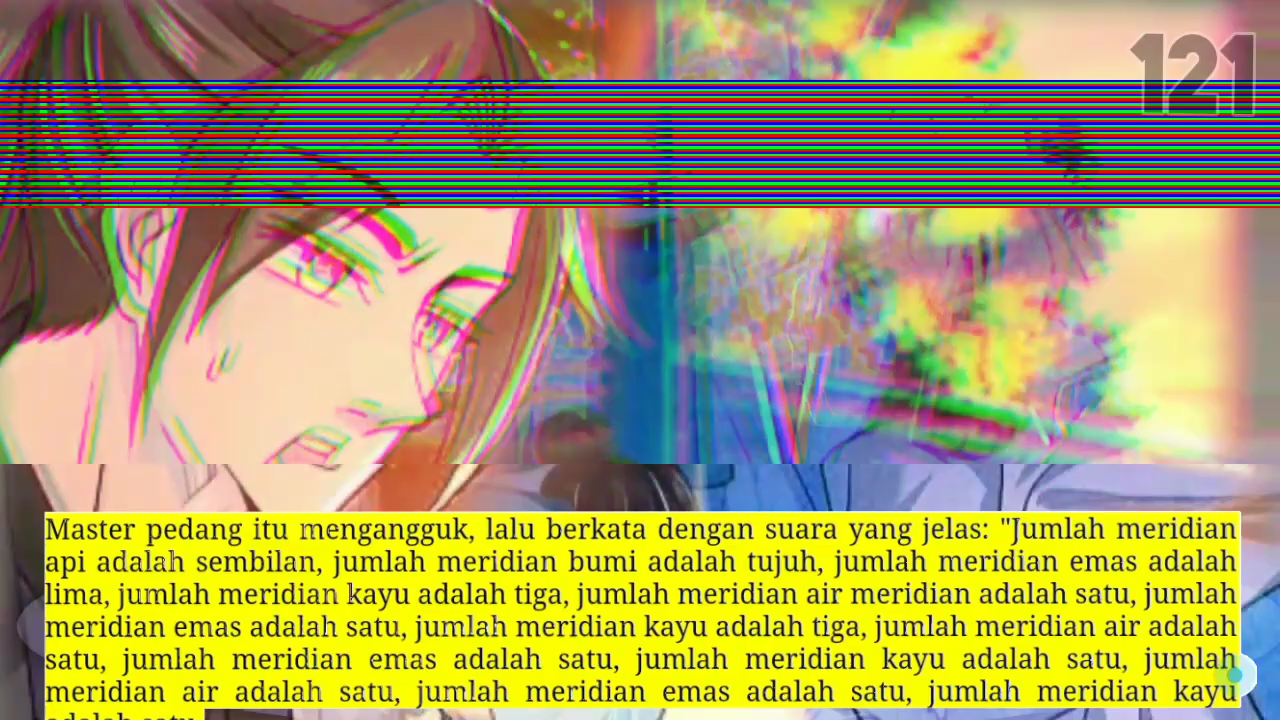 121
Master pedang itu mengangguk, lalu berkata dengan suara yang jelas: "Jumlah meridian
api adalah sembilan, jumlah meridian bumi adalah tujuh, jumlah meridian emas adalah
lima, jumlah meridian kayu adalah tiga, jumlah meridian air meridian adalah satu, jumlah
meridian emas adalah satu, jumlah meridian kayu adalah tiga, jumlah meridian air adalah
satu, jumlah meridian emas adalah satu, jumlah meridian kayu adalah satu, jumlah
meridian air adalah satu, jumlah meridian emas adalah satu, jumlah meridian kayu
adalah satu,